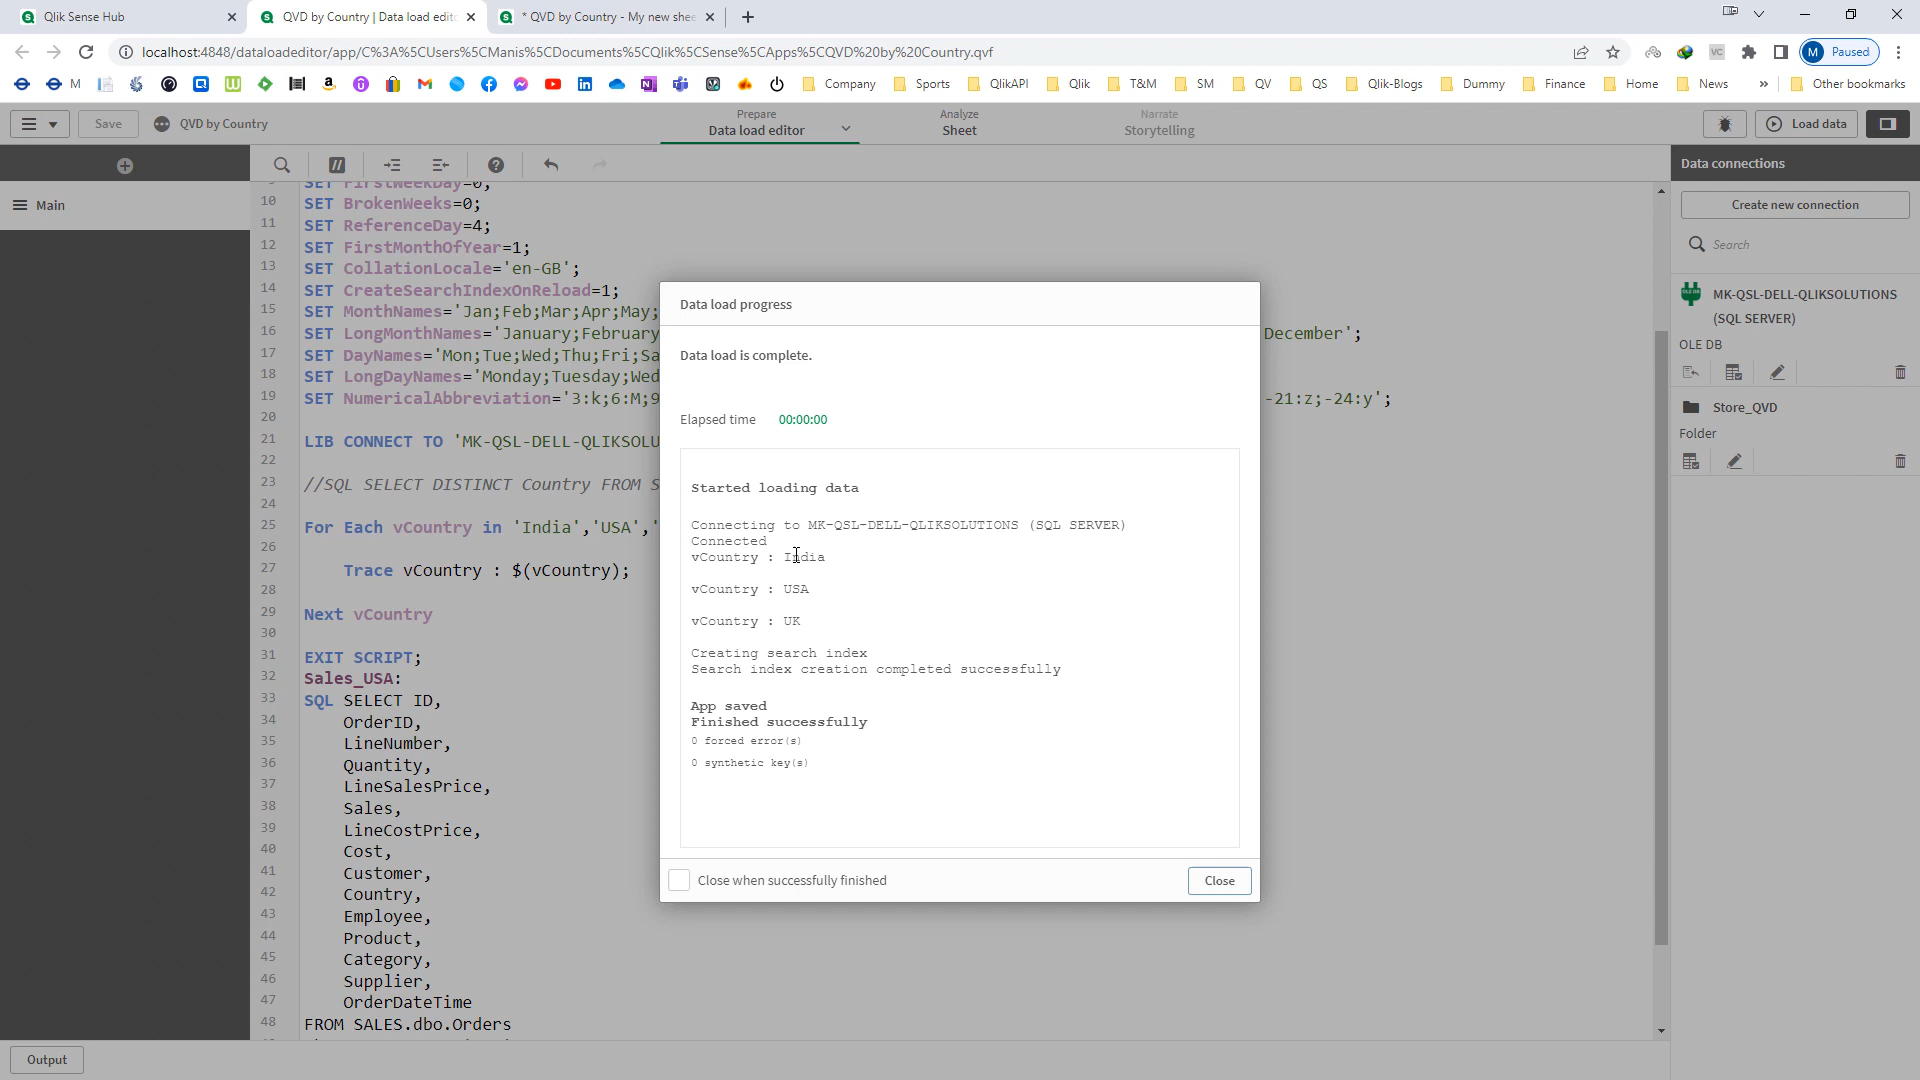 Qlik Sense Hub
QVD by Country | Data load edito
* QVD by Country - My new shee
localhost:4848/dataloadeditor/app/C%3A%5CUsers%5CManis%5CDocuments%5CQlik%5CSense%5CApps%5CQVD%20by%20Country.qvf
VC
M Paused
M
Company
Sports
QlikAPI
Qlik
T&M
SM
QV
QS
Qlik-Blogs
Dummy
Finance
Home
News
»
Other bookmarks
Save
QVD by Country
Prepare
Data load editor
Analyze
Sheet
Narrate
Storytelling
Load data
Main
SET FirstWeekDay=0;
10 SET BrokenWeeks=0;
11 SET ReferenceDay=4;
12 SET FirstMonthOfYear=1;
13 SET CollationLocale='en-GB';
14 SET CreateSearchIndexOnReload=1;
15 SET MonthNames='Jan;Feb;Mar;Apr;May;
16 SET LongMonthNames='January;February December';
17 SET DayNames='Mon;Tue;Wed;Thu;Fri;Sa
18 SET LongDayNames='Monday;Tuesday;Wed
19 SET NumericalAbbreviation='3:k;6:M;9 -21:z;-24:y';
20
21 LIB CONNECT TO 'MK-QSL-DELL-QLIKSOLU
22
23 //SQL SELECT DISTINCT Country FROM S
24
25 For Each vCountry in 'India','USA','
26
27 Trace vCountry : $(vCountry);
28
29 Next vCountry
30
31 EXIT SCRIPT;
32 Sales_USA:
33 SQL SELECT ID,
34 OrderID,
35 LineNumber,
36 Quantity,
37 LineSalesPrice,
38 Sales,
39 LineCostPrice,
40 Cost,
41 Customer,
42 Country,
43 Employee,
44 Product,
45 Category,
46 Supplier,
47 OrderDateTime
48 FROM SALES.dbo.Orders
Data load progress
Data load is complete.
Elapsed time 00:00:00
Started loading data
Connecting to MK-QSL-DELL-QLIKSOLUTIONS (SQL SERVER)
Connected
vCountry : India
vCountry : USA
vCountry : UK
Creating search index
Search index creation completed successfully
App saved
Finished successfully
0 forced error(s)
0 synthetic key(s)
Close when successfully finished
Close
Data connections
Create new connection
Search
OLE DB
MK-QSL-DELL-QLIKSOLUTIONS
(SQL SERVER)
OLE DB
Store_QVD
Folder
Output